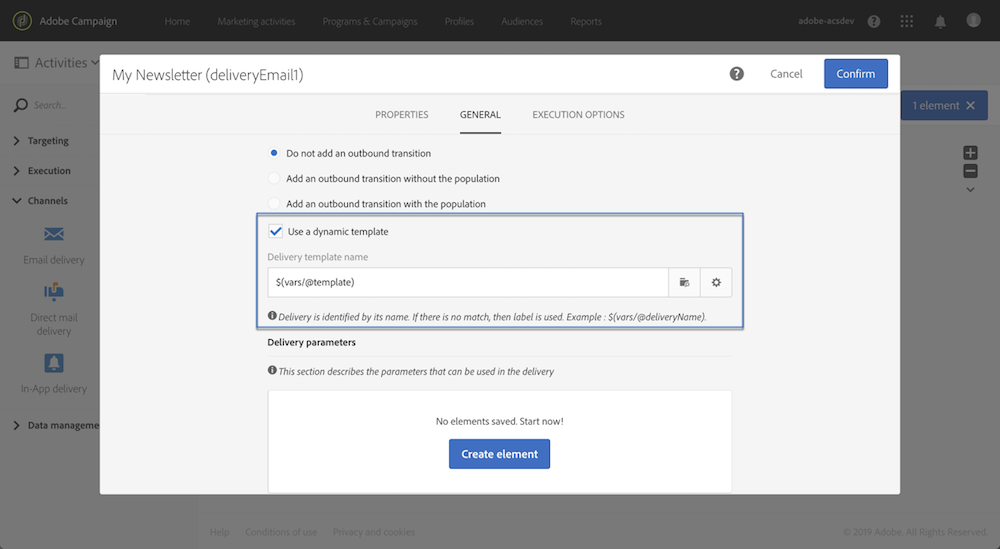 Adobe Campaign
Home
Marketing activities
Programs & Campaigns
Profiles
Audiences
Reports
adobe-acsdev
?
Activities
My Newsletter (deliveryEmail1)
?
Cancel
Confirm
Search...
1 element
PROPERTIES
GENERAL
EXECUTION OPTIONS
Targeting
Execution
Channels
Email delivery
Direct mail
delivery
In-App delivery
Data manageme
Do not add an outbound transition
Add an outbound transition without the population
Add an outbound transition with the population
Use a dynamic template
Delivery template name
$(vars/@template)
Delivery is identified by its name. If there is no match, then label is used. Example : $(vars/@deliveryName).
Delivery parameters
This section describes the parameters that can be used in the delivery
No elements saved. Start now!
Create element
Help
Conditions of use
Privacy and cookies
© 2019 Adobe. All Rights Reserved.